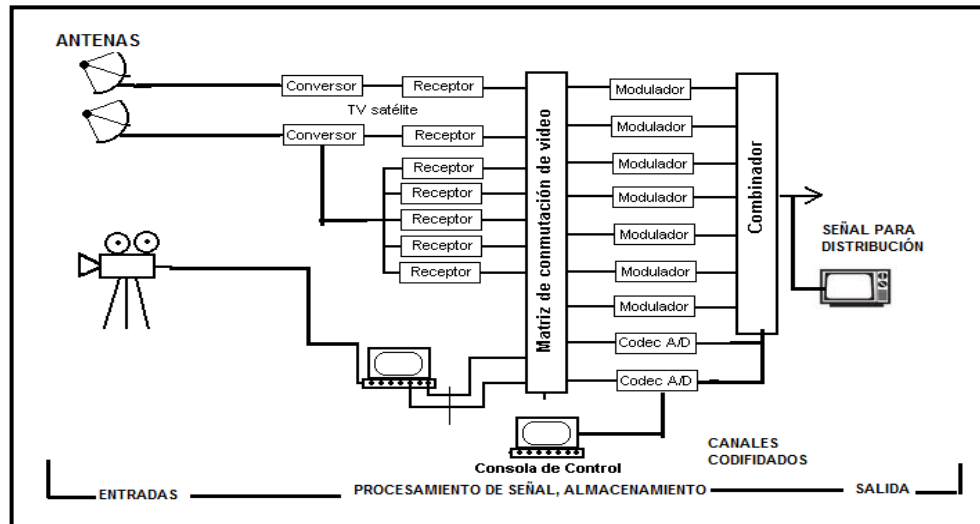 ANTENAS
Conversor
Receptor
TV satélite
Conversor
Receptor
Receptor
Receptor
Receptor
Receptor
Receptor
Matriz de conmutación de video
Modulador
Modulador
Modulador
Modulador
Modulador
Modulador
Modulador
Codec A/D
Codec A/D
Combinador
SEÑAL PARA
DISTRIBUCIÓN
Consola de Control
CANALES
CODIFIDADOS
ENTRADAS
PROCESAMIENTO DE SEÑAL, ALMACENAMIENTO
SALIDA